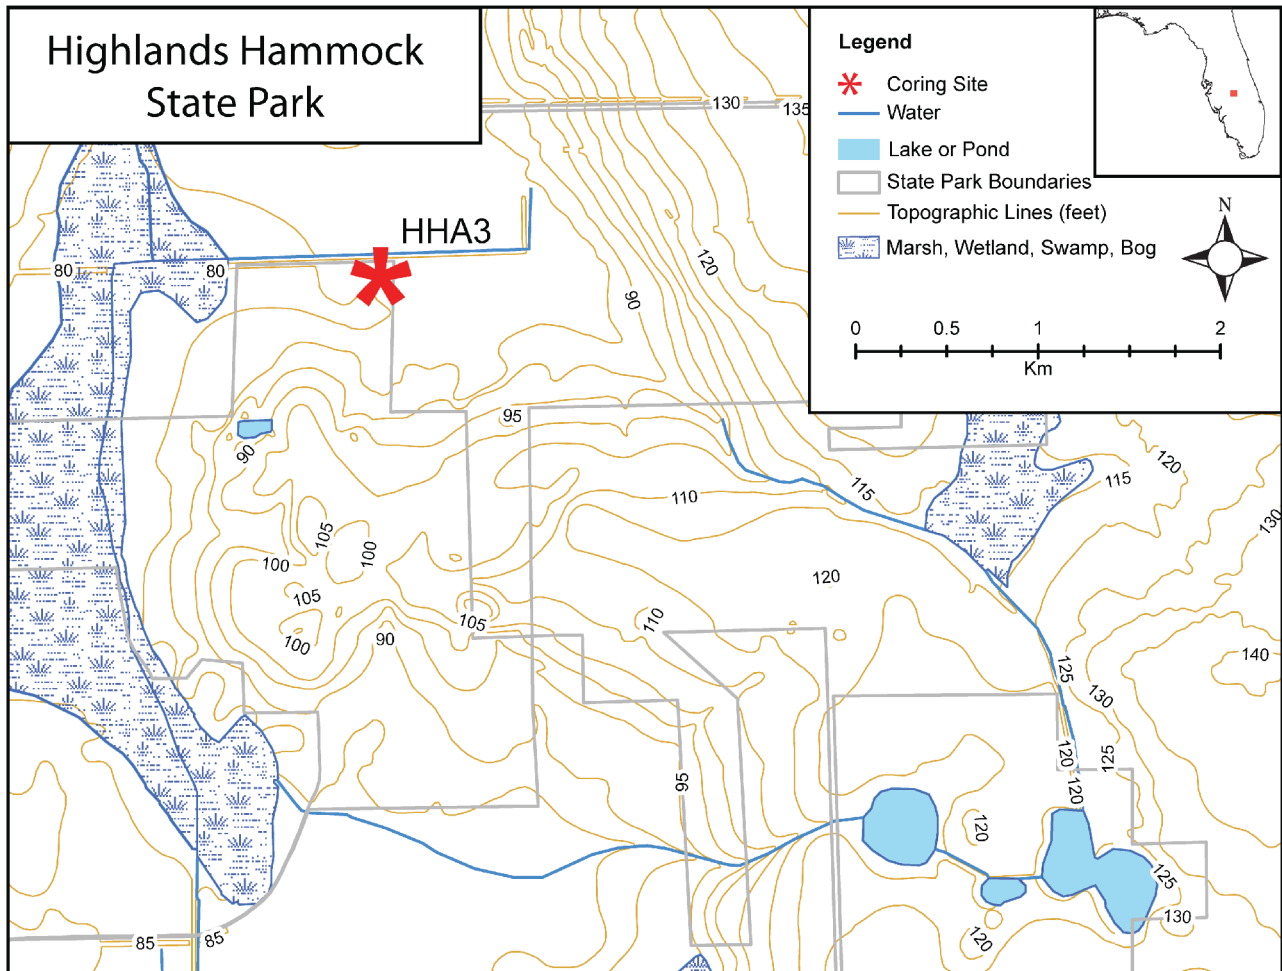 Highlands Hammock
State Park
Legend
Coring Site
Water
Lake or Pond
State Park Boundaries
Topographic Lines (feet)
Marsh, Wetland, Swamp, Bog
N
0 0.5 1 2
Km
130
135
HHA3
80
80
120
90
95
90
110
115
120
115
130
105
100
100
105
105
100
90
120
110
140
125
130
95
120
125
120
120
125
130
120
85
85